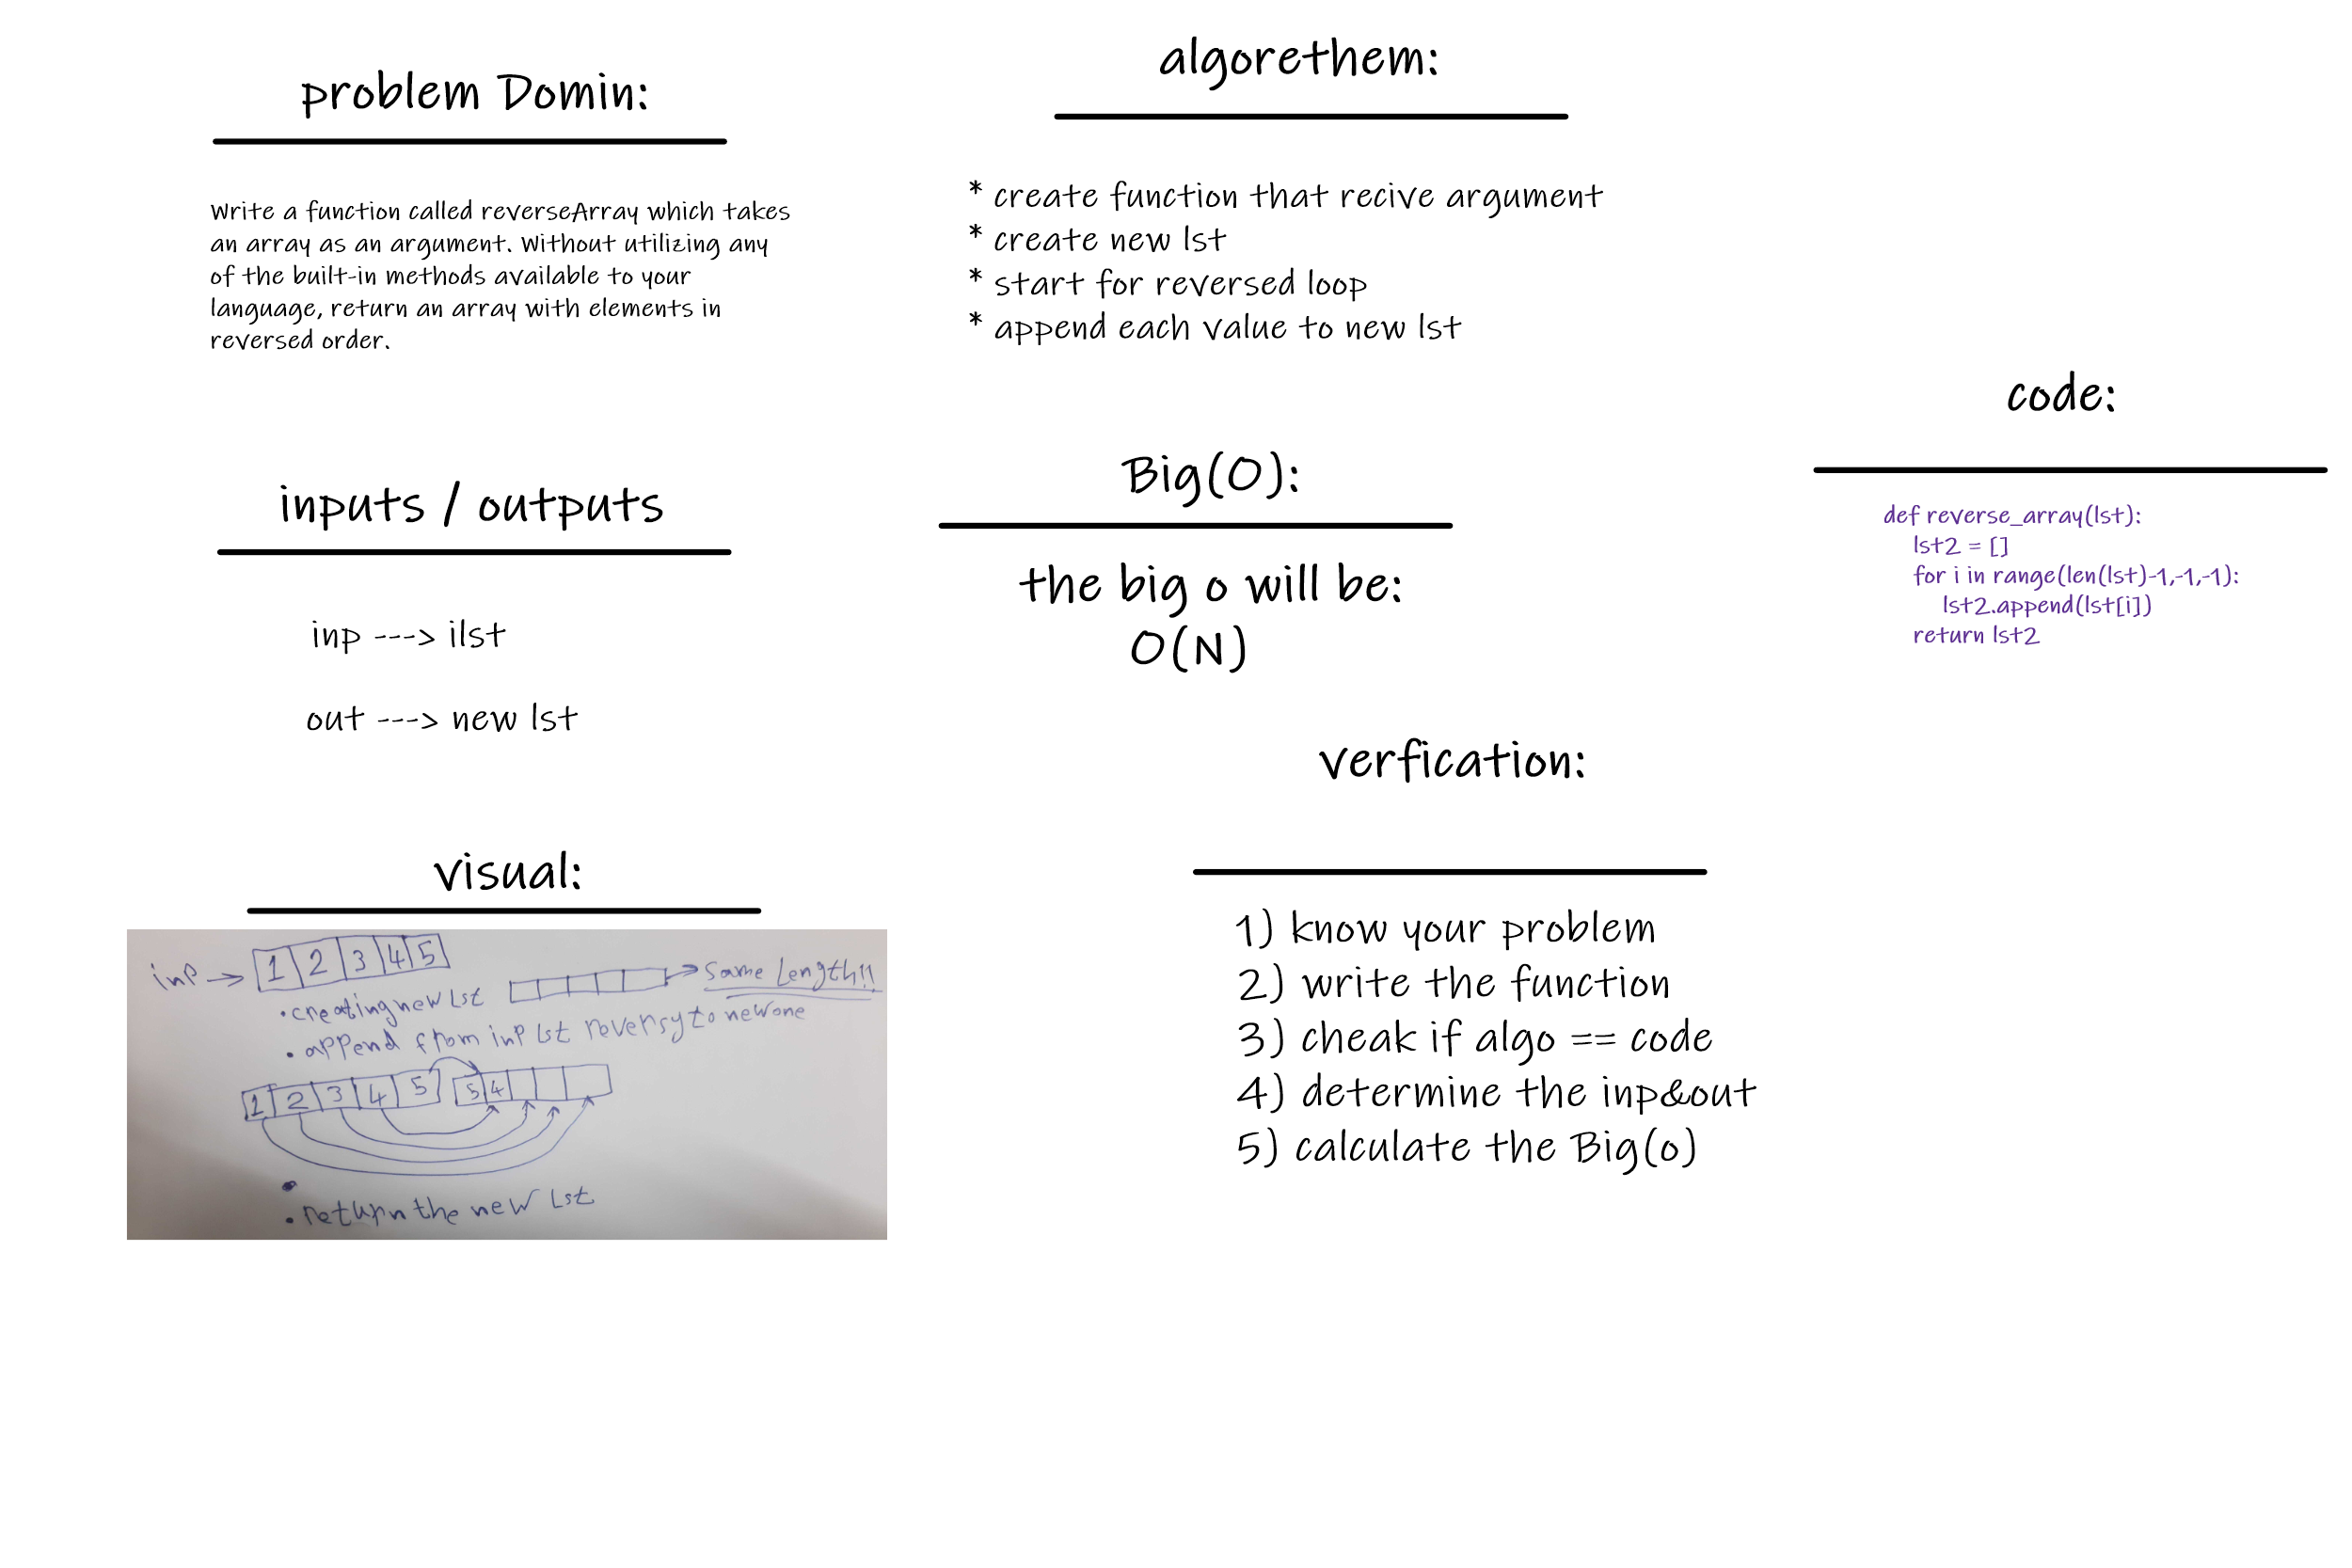 problem Domin:
Write a function called reverseArray which takes
an array as an argument. Without utilizing any
of the built-in methods available to your
language, return an array with elements in
reversed order.
inputs / outputs
inp ---> ilst
out ---> new lst
visual:
inp → 1 2 3 4 5
• creating new Lst → Same Length!!
• append from inp Lst reversy to new one
1 2 3 4 5 5 4
• return the new Lst
algorethem:
* create function that recive argument
* create new lst
* start for reversed loop
* append each value to new lst
Big(O):
the big o will be:
O(N)
verfication:
1) know your problem
2) write the function
3) cheak if algo == code
4) determine the inp&out
5) calculate the Big(o)
code:
def reverse_array(lst):
lst2 = []
for i in range(len(lst)-1,-1,-1):
lst2.append(lst[i])
return lst2